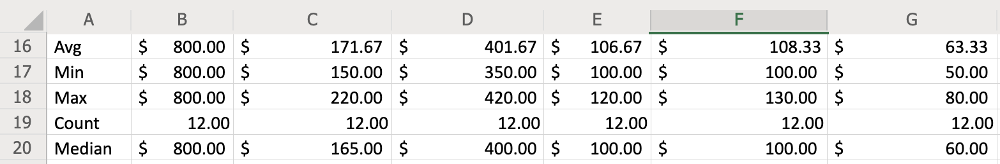 A B C D E F G
16 Avg $ 800.00 $ 171.67 $ 401.67 $ 106.67 $ 108.33 $ 63.33
17 Min $ 800.00 $ 150.00 $ 350.00 $ 100.00 $ 100.00 $ 50.00
18 Max $ 800.00 $ 220.00 $ 420.00 $ 120.00 $ 130.00 $ 80.00
19 Count 12.00 12.00 12.00 12.00 12.00 12.00
20 Median $ 800.00 $ 165.00 $ 400.00 $ 100.00 $ 100.00 $ 60.00